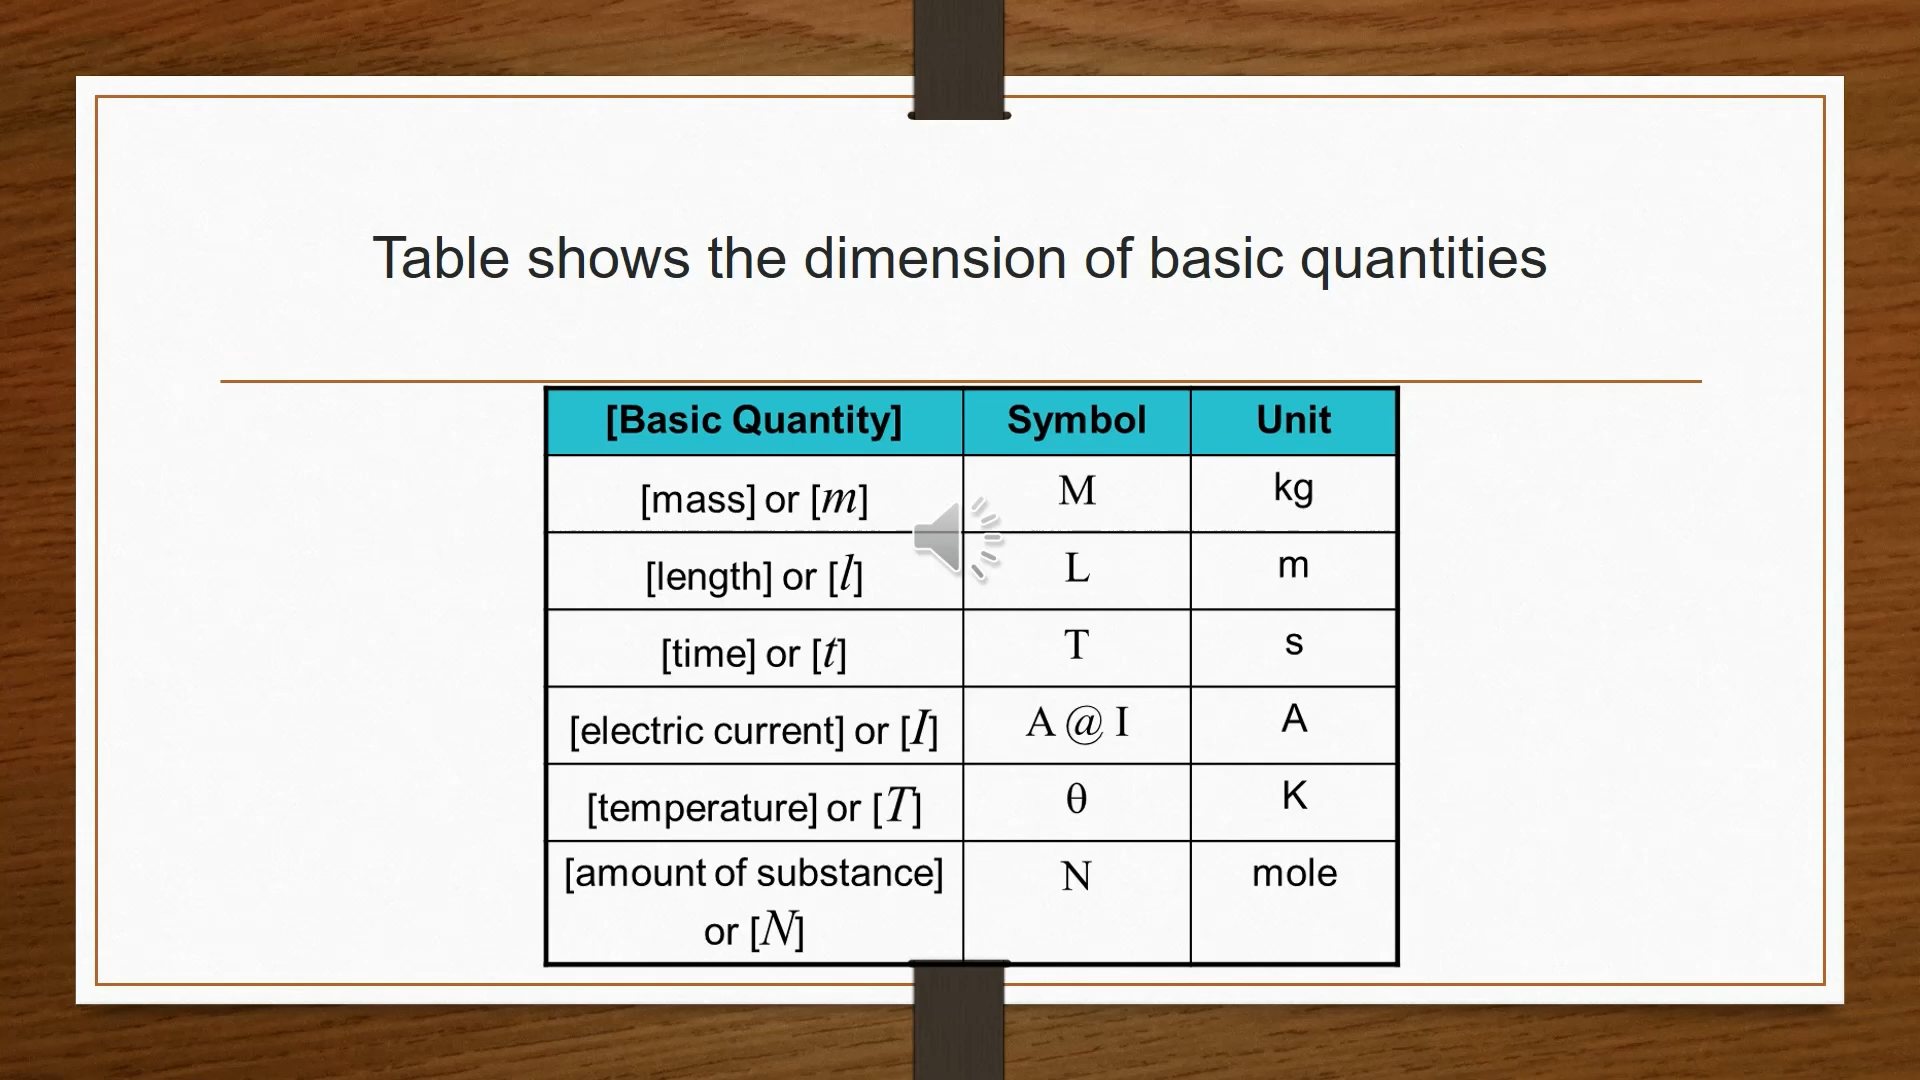 Table shows the dimension of basic quantities
[Basic Quantity] Symbol Unit
[mass] or [m] M kg
[length] or [l] L m
[time] or [t] T s
[electric current] or [I] A @ I A
[temperature] or [T] θ K
[amount of substance] N mole
or [N]